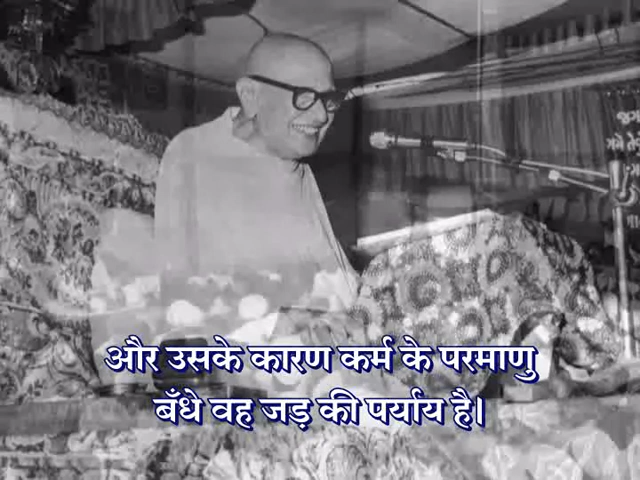 और उसके कारण कर्म के परमाणु
बँधे वह जड़ की पर्याय है।